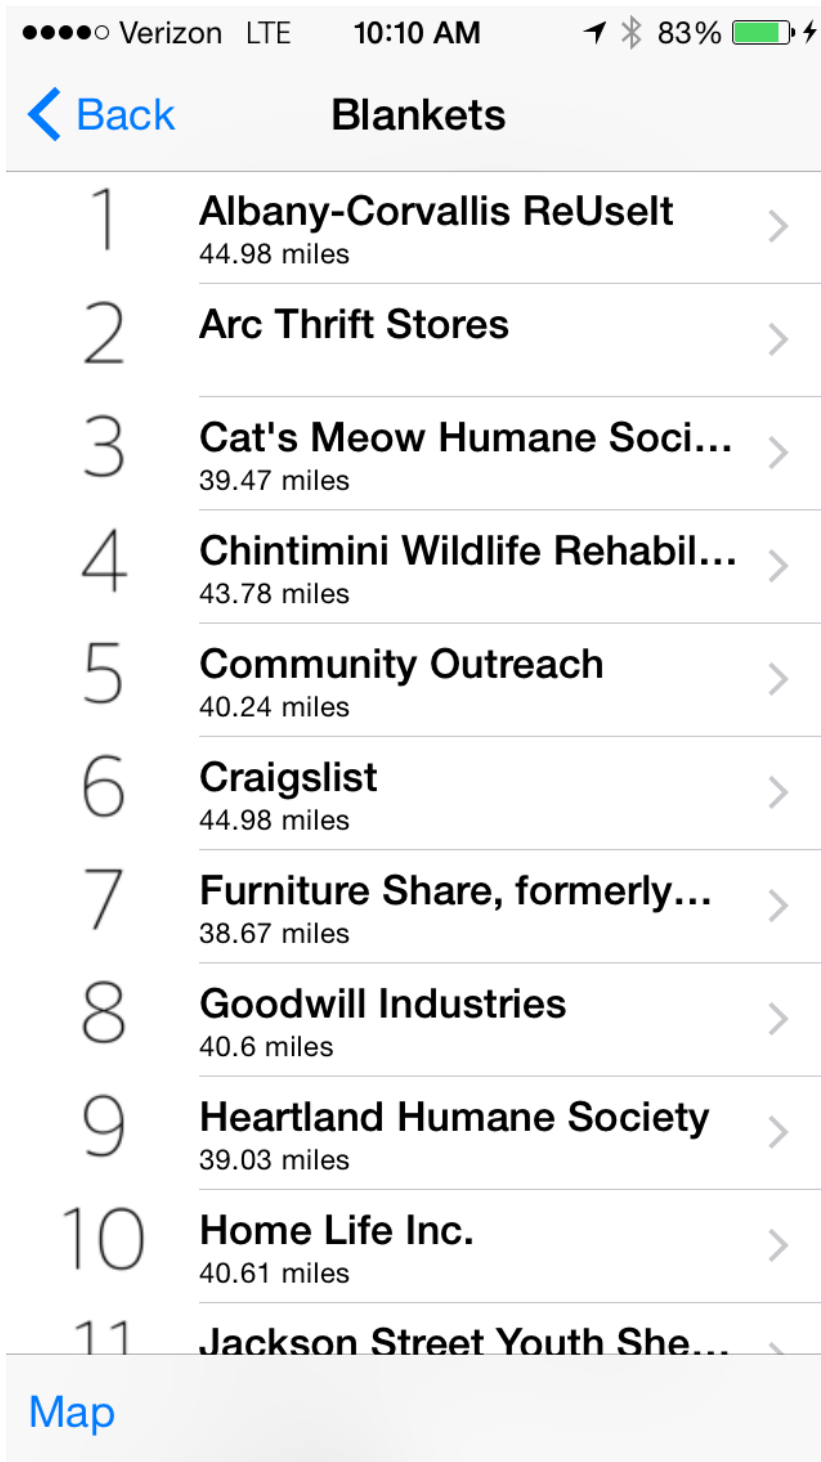 Verizon LTE 10:10 AM 83%
Back Blankets
1 Albany-Corvallis ReUseIt
44.98 miles
2 Arc Thrift Stores
3 Cat's Meow Humane Soci...
39.47 miles
4 Chintimini Wildlife Rehabil...
43.78 miles
5 Community Outreach
40.24 miles
6 Craigslist
44.98 miles
7 Furniture Share, formerly...
38.67 miles
8 Goodwill Industries
40.6 miles
9 Heartland Humane Society
39.03 miles
10 Home Life Inc.
40.61 miles
11 Jackson Street Youth She...
Map